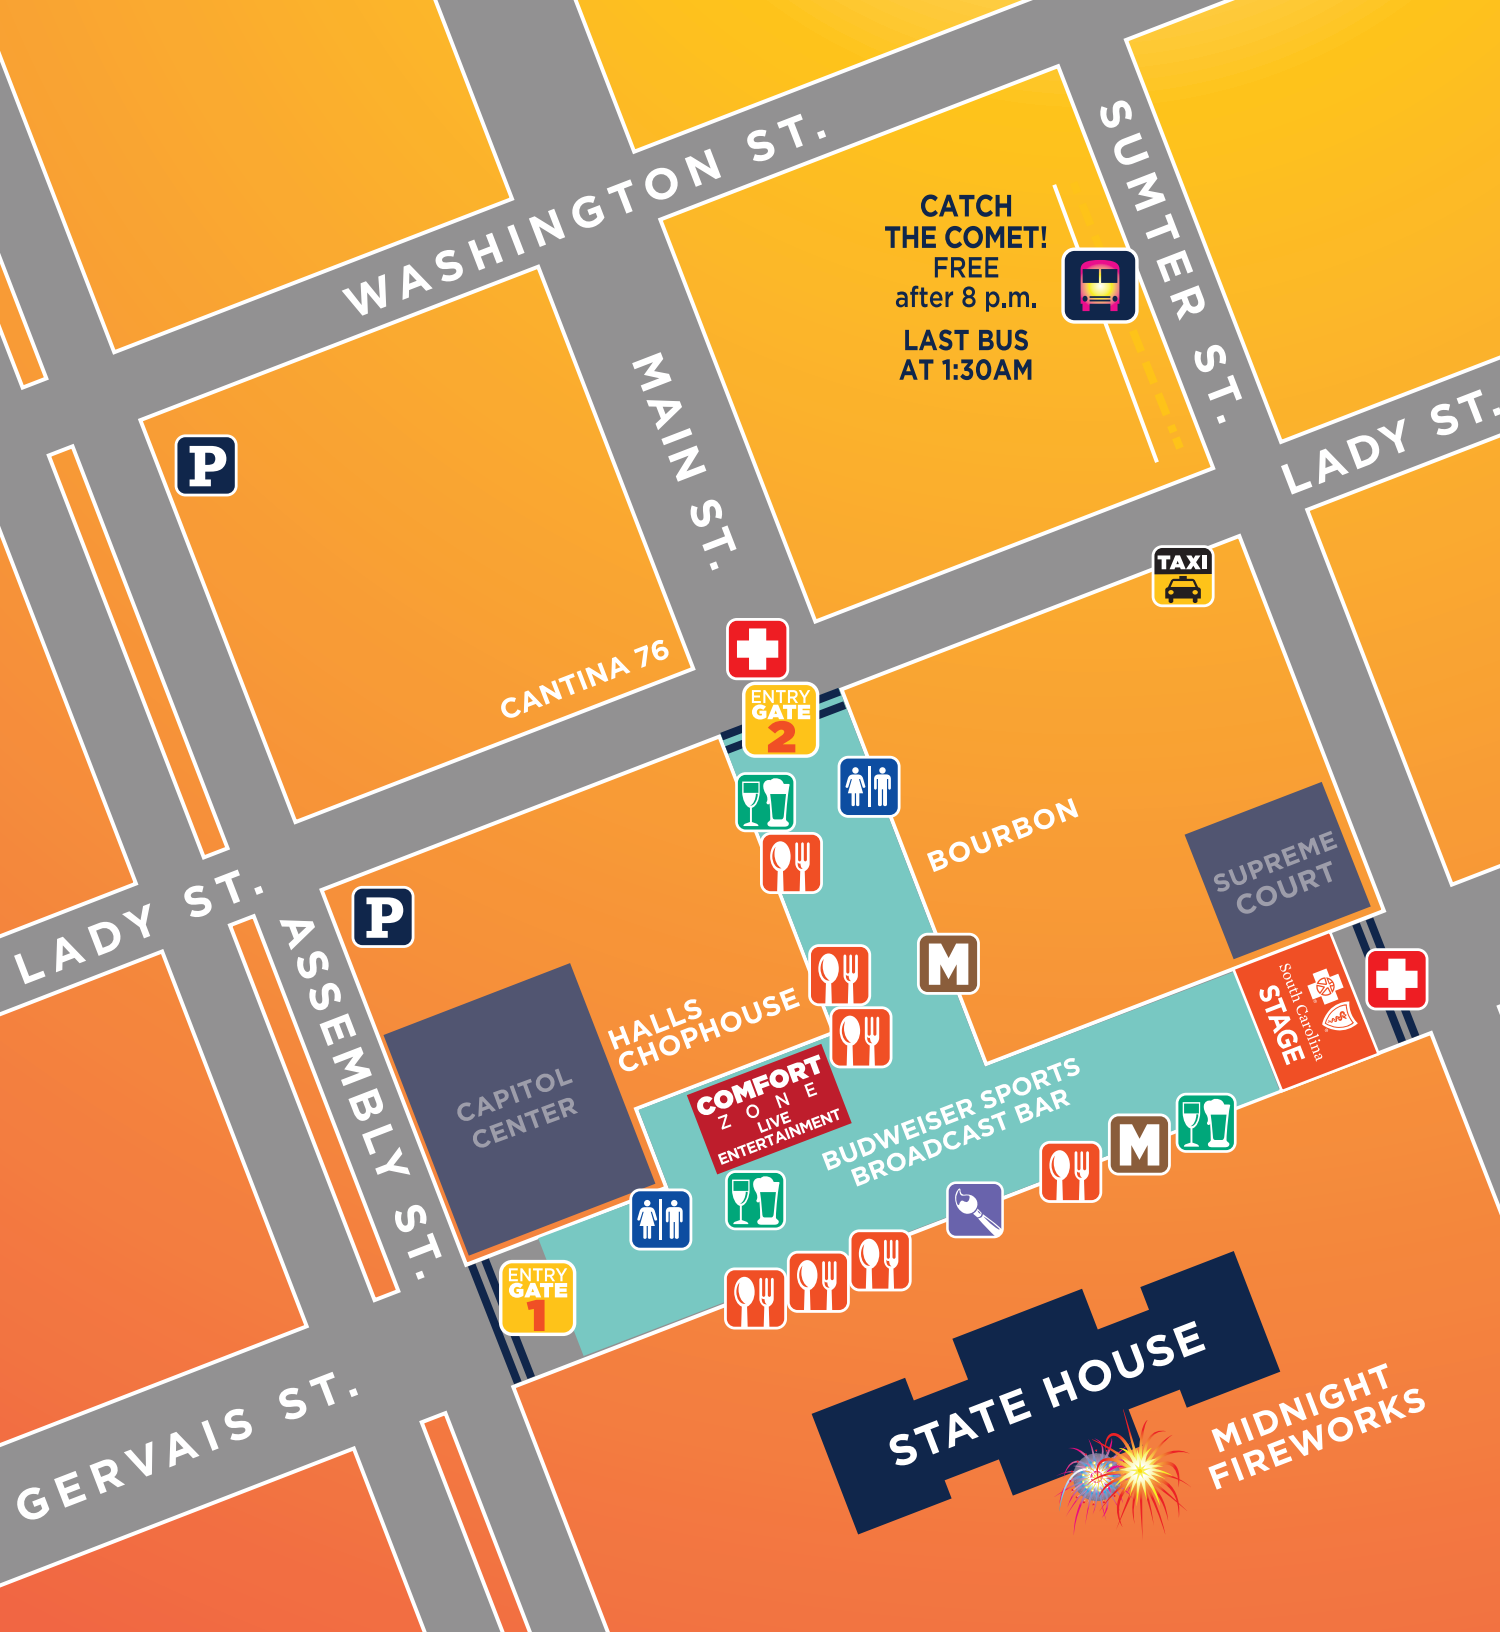 WASHINGTON ST.
SUMTER ST.
CATCH
THE COMET!
FREE
after 8 p.m.
LAST BUS
AT 1:30AM
MAIN ST.
LADY ST.
P
TAXI
CANTINA 76
ENTRY
GATE
2
BOURBON
SUPREME
COURT
LADY ST.
P
ASSEMBLY ST.
M
HALLS
CHOPHOUSE
South Carolina
STAGE
CAPITOL
CENTER
COMFORT
ZONE
LIVE
ENTERTAINMENT
BUDWEISER SPORTS
BROADCAST BAR
M
ENTRY
GATE
1
STATE HOUSE
MIDNIGHT
FIREWORKS
GERVAIS ST.